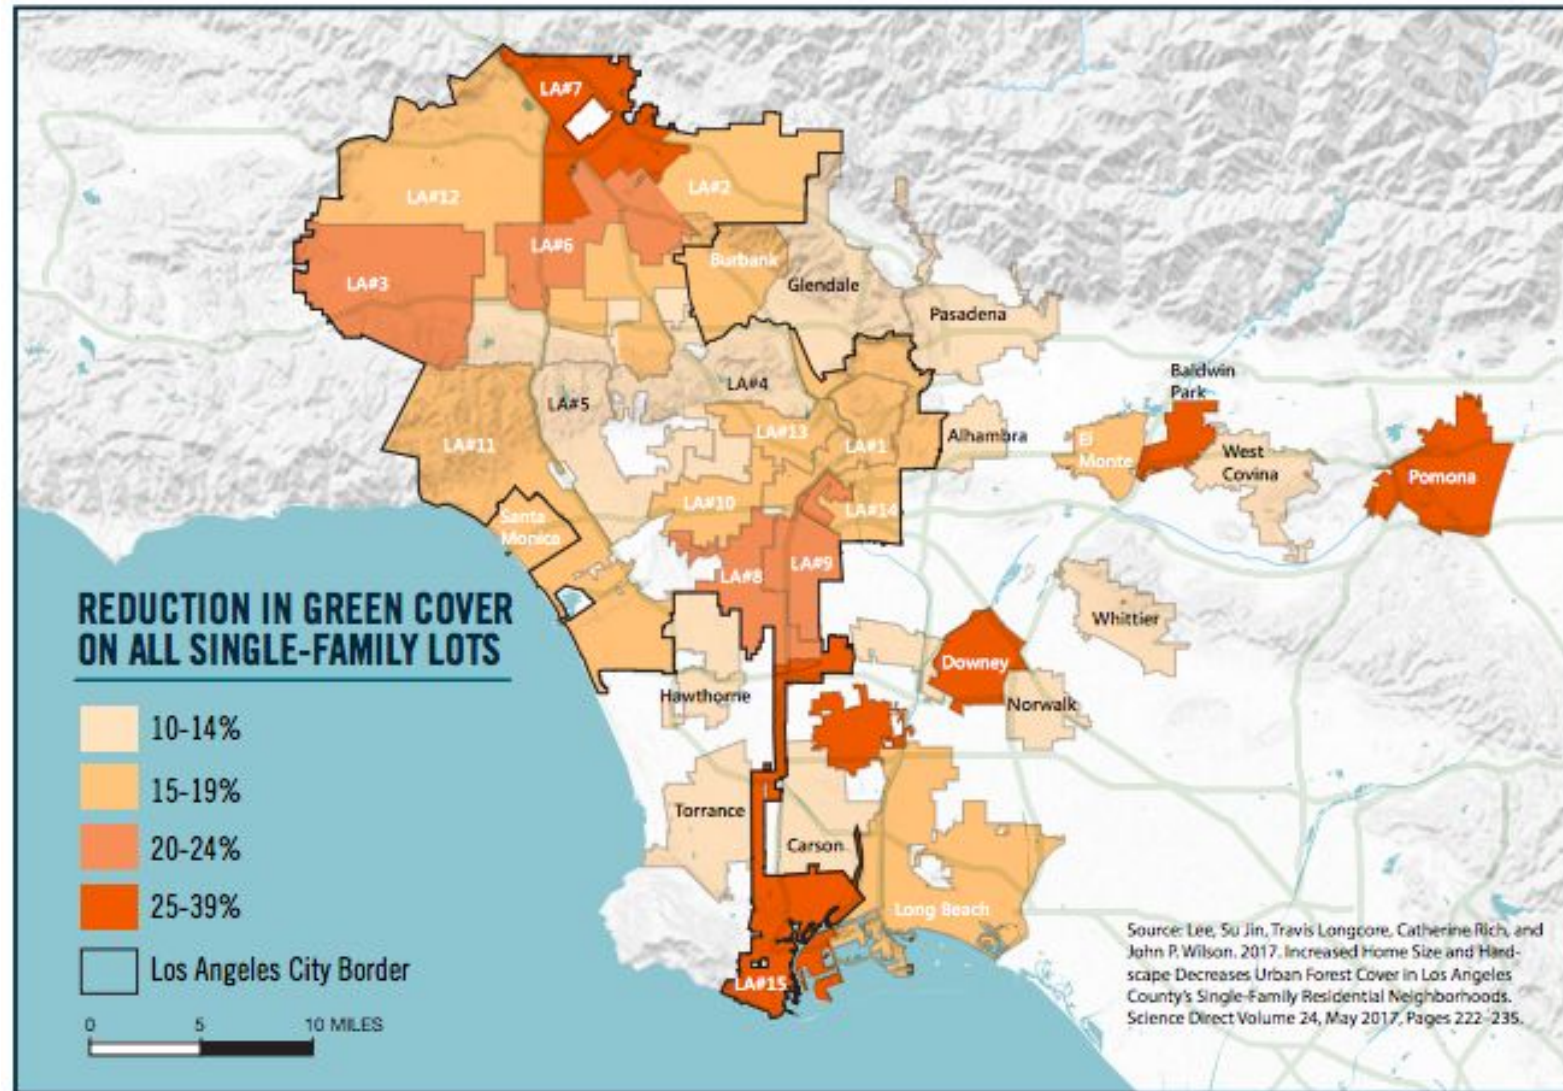 LA#7
LA#12
LA#2
LA#6
LA#3
Burbank
Glendale
Pasadena
LA#4
LA#5
Baldwin
Park
LA#11
LA#13
LA#1
Alhambra
El
Monte
West
Covina
Pomona
LA#10
LA#14
Santa
Monica
LA#8
LA#9
Whittier
REDUCTION IN GREEN COVER
ON ALL SINGLE-FAMILY LOTS
10-14%
15-19%
20-24%
25-39%
Los Angeles City Border
0 5 10 MILES
Downey
Hawthorne
Norwalk
Torrance
Carson
Long Beach
LA#15
Source: Lee, Su Jin, Travis Longcore, Catherine Rich, and
John P. Wilson. 2017. Increased Home Size and Hard-
scape Decreases Urban Forest Cover in Los Angeles
County's Single-Family Residential Neighborhoods.
Science Direct Volume 24, May 2017, Pages 222-235.